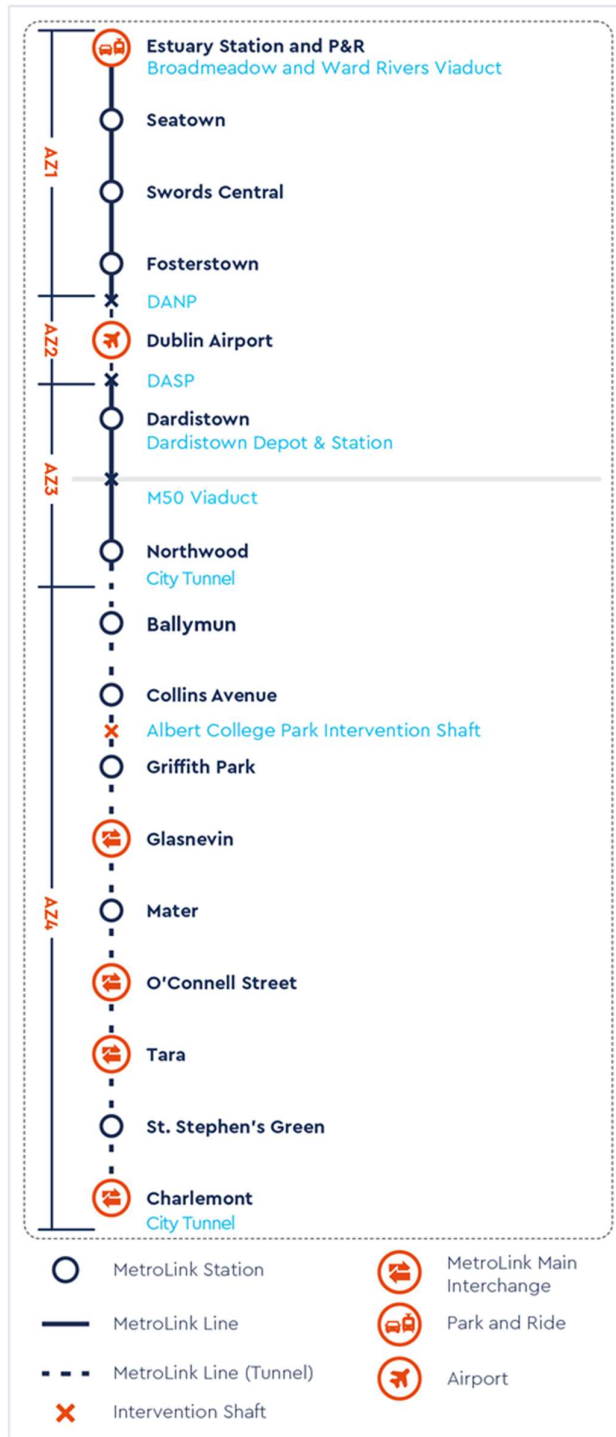 Estuary Station and P&R
Broadmeadow and Ward Rivers Viaduct
Seatown
AZ1
Swords Central
Fosterstown
DANP
AZ2
Dublin Airport
DASP
Dardistown
Dardistown Depot & Station
AZ3
M50 Viaduct
Northwood
City Tunnel
Ballymun
Collins Avenue
Albert College Park Intervention Shaft
Griffith Park
Glasnevin
AZ4
Mater
O'Connell Street
Tara
St. Stephen's Green
Charlemont
City Tunnel
MetroLink Station
MetroLink Line
MetroLink Line (Tunnel)
Intervention Shaft
MetroLink Main
Interchange
Park and Ride
Airport